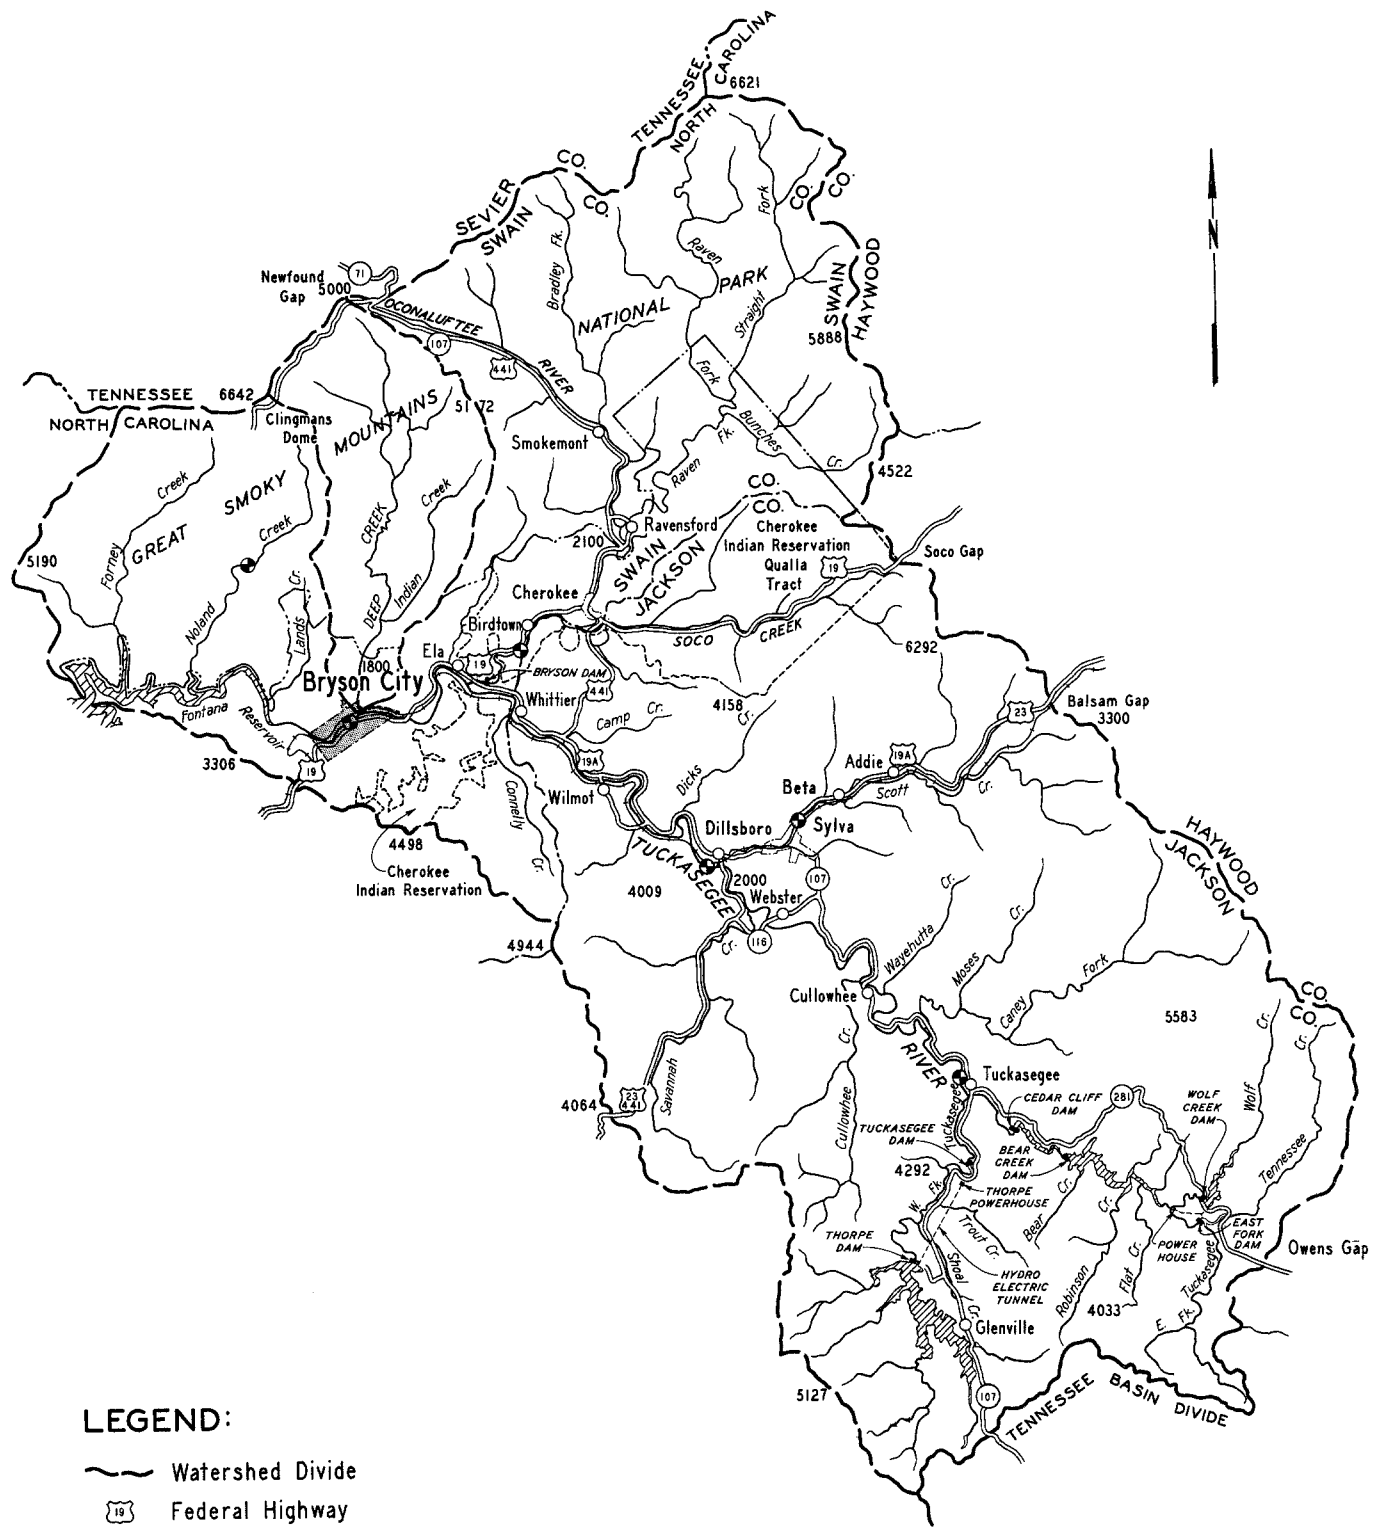 TENNESSEE
NORTH
CAROLINA
6621
CO.
CO.
SEVIER
SWAIN
CO.
CO.
Fork
Raven
Bradley Fk.
SWAIN
HAYWOOD
N
Newfound
Gap
71
5000
OCONALUFTEE
RIVER
NATIONAL
PARK
Straight
5888
107
441
Fork
TENNESSEE
NORTH CAROLINA
6642
Clingmans
Dome
MOUNTAINS
5172
Smokemont
Bunches
Cr.
Raven
Fk.
4522
Creek
SMOKY
GREAT
Creek
CREEK
Creek
CO.
CO.
Ravensford
2100
SWAIN
JACKSON
Cherokee
Indian Reservation
Qualla
Tract
19
Soco Gap
5190
Forney
Noland
Cr.
Lands
DEEP
Indian
Cherokee
Birdtown
SOCO
CREEK
6292
1800
Ela
19
BRYSON DAM
Bryson City
441
Whittier
Fontana
Reservoir
Camp Cr.
4158
Cr.
23
Balsam Gap
3300
3306
19
19A
Wilmot
Dicks
Addie
19A
Beta
Scott
Cr.
Connelly
Cr.
Dillsboro
Sylva
TUCKASEGEE
4498
Cherokee
Indian Reservation
4009
2000
107
Webster
HAYWOOD
JACKSON
Cr.
Cr.
4944
Cr.
116
Wayehutta
Moses
Fork
Cullowhee
Caney
CO.
CO.
5583
Cr.
Cr.
Cr.
RIVER
Tuckasegee
Savannah
4064
23
441
Cullowhee
Tuckasegee
CEDAR CLIFF
DAM
281
WOLF
CREEK
DAM
Wolf
TUCKASEGEE
DAM
BEAR
CREEK
DAM
Tennessee
4292
THORPE
POWERHOUSE
W. Fk.
Cr.
Bear
Cr.
Trout Cr.
THORPE
DAM
POWER
HOUSE
EAST
FORK
DAM
Owens Gap
Shoal
Cr.
HYDRO
ELECTRIC
TUNNEL
Robinson
Flat Cr.
Tuckasegee
E. Fk.
4033
Glenville
5127
107
TENNESSEE BASIN DIVIDE
LEGEND:
Watershed Divide
19 Federal Highway